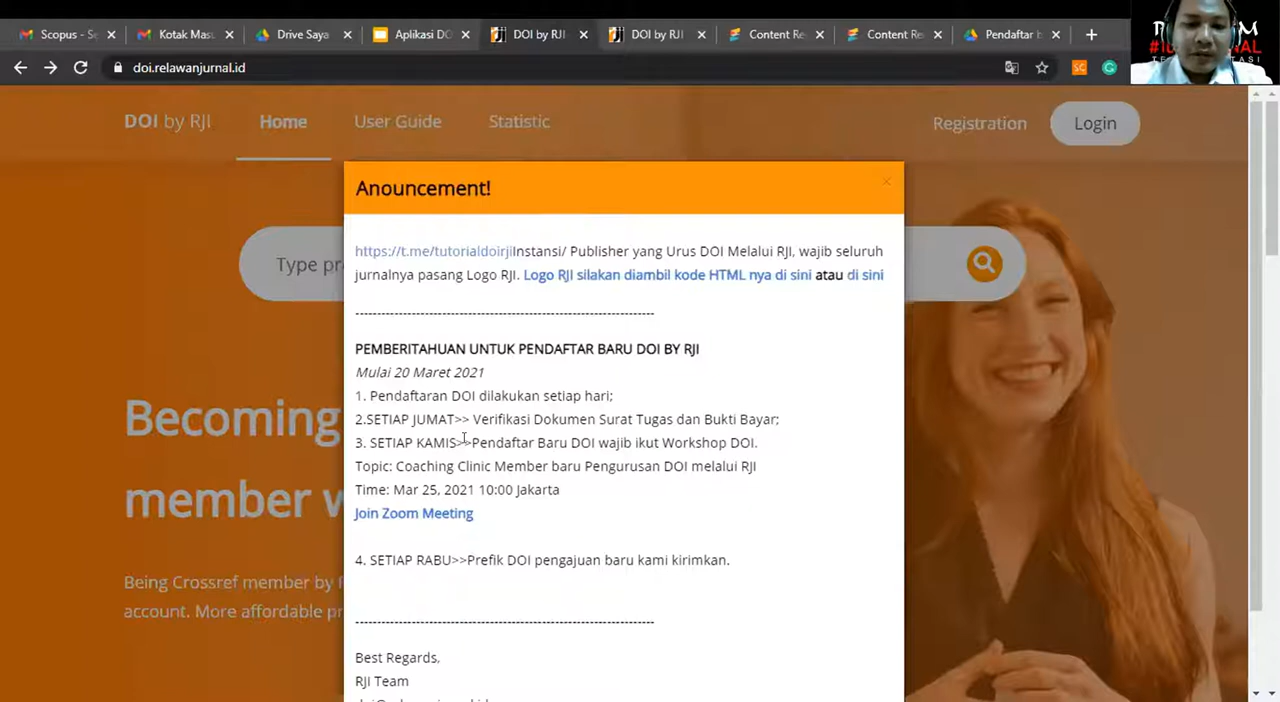 Scopus - Se
Kotak Mas
Drive Saya
Aplikasi DO
DOI by RJI
DOI by RJI
Content Re
Content Re
Pendaftar b
doi.relawanjurnal.id
DOI by RJI
Home
User Guide
Statistic
Registration
Login
Anouncement!
Type pr
https://t.me/tutorialdoirjiInstansi/ Publisher yang Urus DOI Melalui RJI, wajib seluruh
jurnalnya pasang Logo RJI. Logo RJI silakan diambil kode HTML nya di sini atau di sini
-----------------------------------------------------------------
PEMBERITAHUAN UNTUK PENDAFTAR BARU DOI BY RJI
Mulai 20 Maret 2021
1. Pendaftaran DOI dilakukan setiap hari;
2.SETIAP JUMAT>> Verifikasi Dokumen Surat Tugas dan Bukti Bayar;
3. SETIAP KAMIS>>Pendaftar Baru DOI wajib ikut Workshop DOI.
Topic: Coaching Clinic Member baru Pengurusan DOI melalui RJI
Time: Mar 25, 2021 10:00 Jakarta
Join Zoom Meeting
4. SETIAP RABU>>Prefik DOI pengajuan baru kami kirimkan.
-----------------------------------------------------------------
Best Regards,
RJI Team
Becoming
member w
Being Crossref member by f
account. More affordable pr